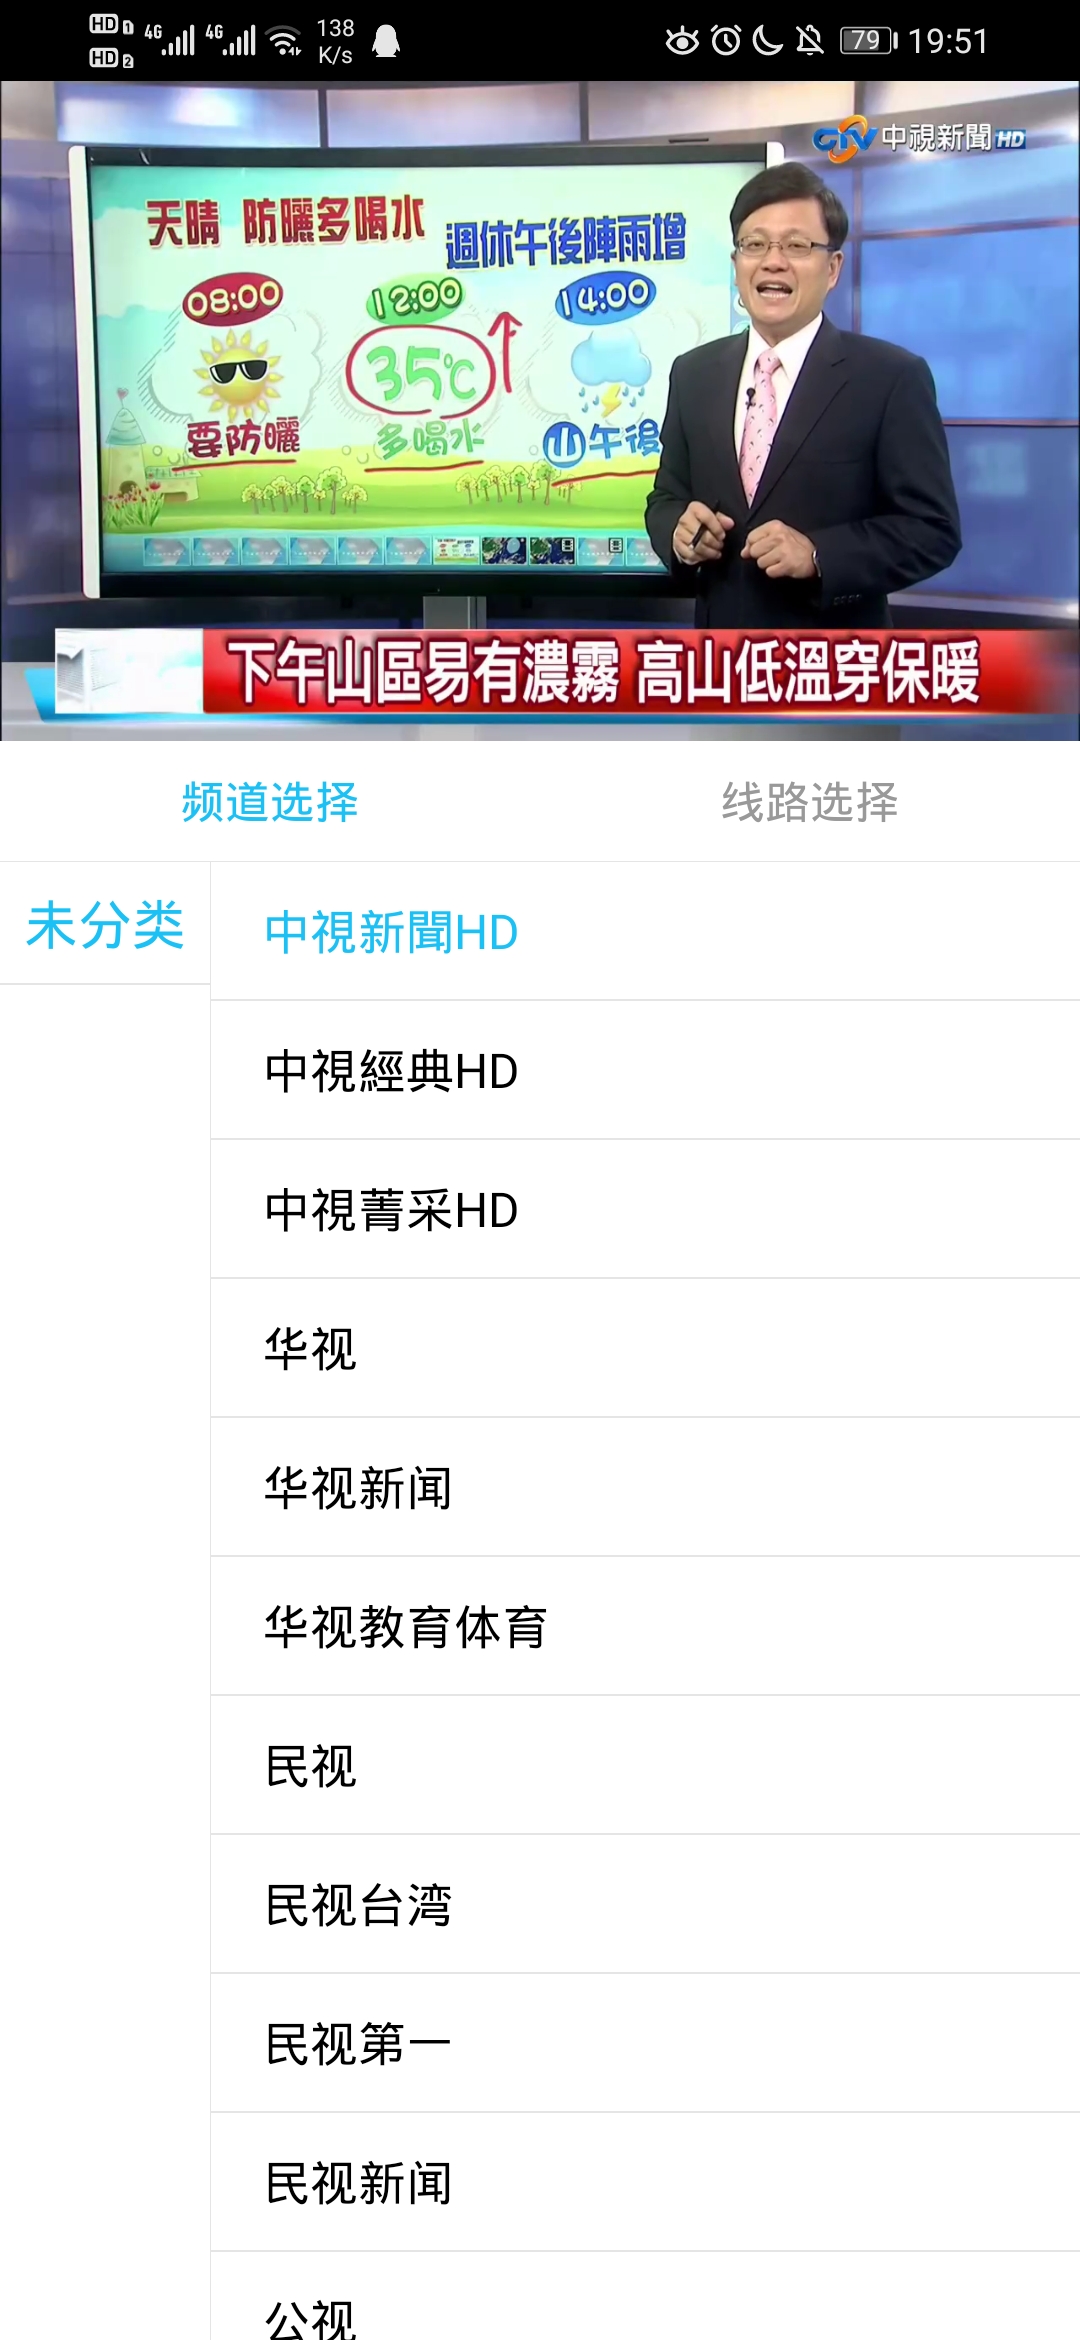 HD 1 4G 4G 138 K/s 79 19:51
HD 2
CTV 中視新聞 HD
天晴 防曬多喝水
週休午後陣雨增
08:00 12:00 14:00
35℃
要防曬 多喝水 山午後
下午山區易有濃霧 高山低溫穿保暖
频道选择 线路选择
未分类
中視新聞HD
中視經典HD
中視菁采HD
华视
华视新闻
华视教育体育
民视
民视台湾
民视第一
民视新闻
公视